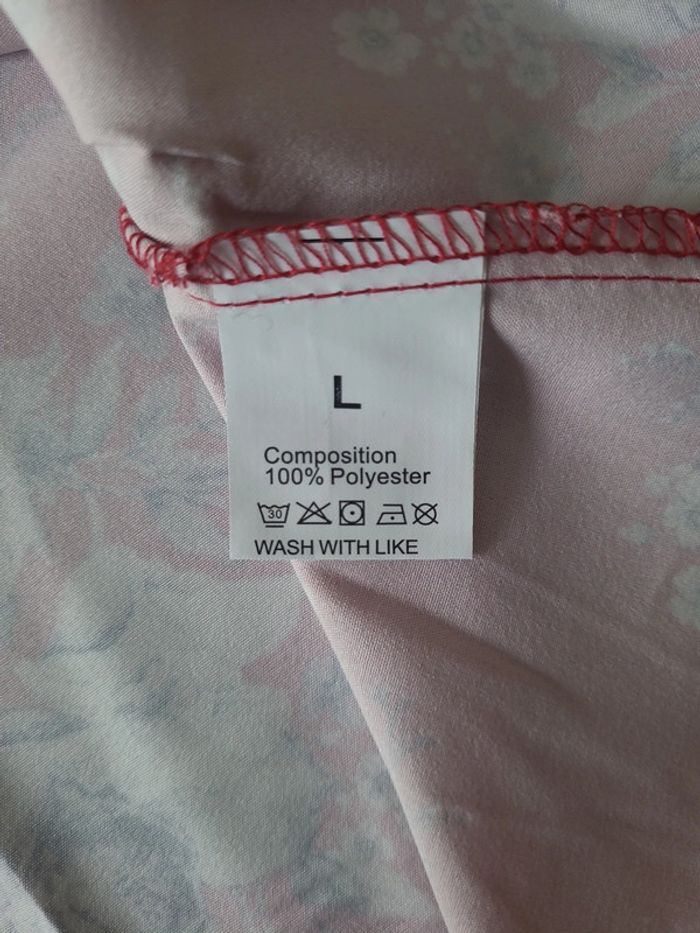 L
Composition
100% Polyester
30
WASH WITH LIKE